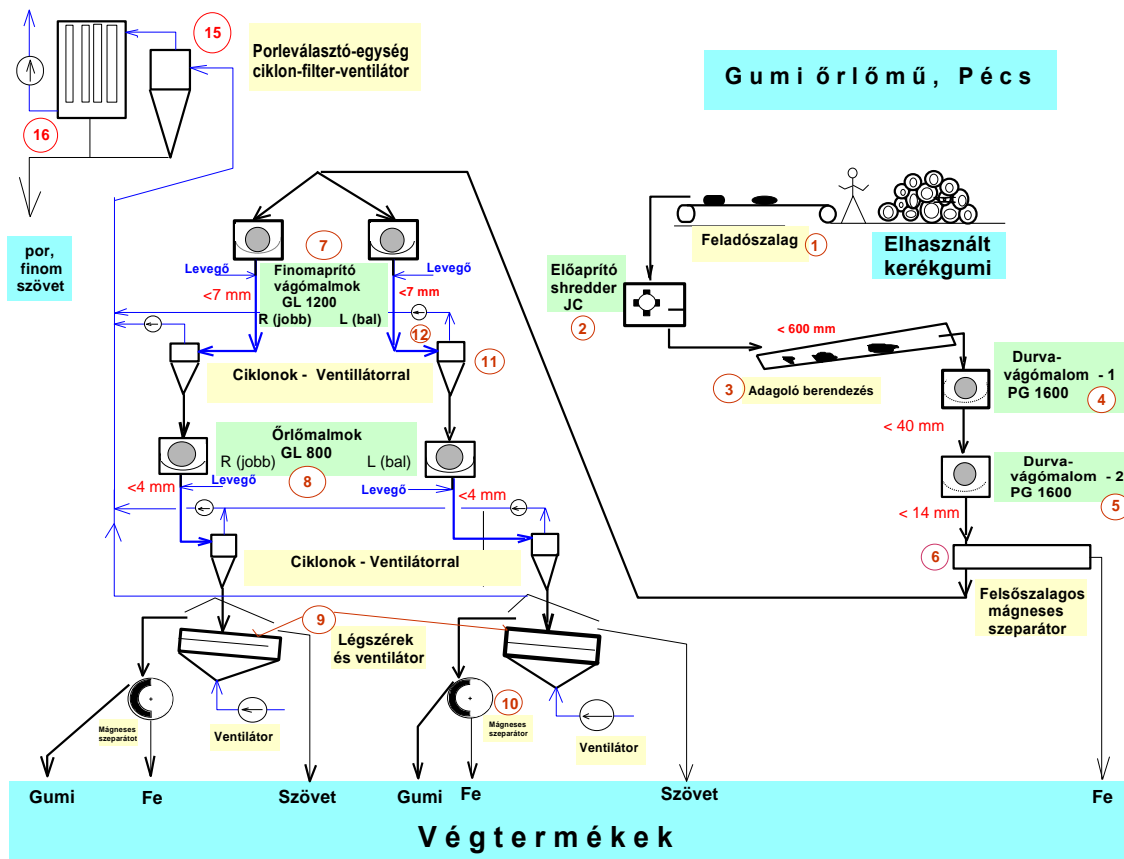 15
Porleválasztó-egység
ciklon-filter-ventilátor
Gumi őrlőmű, Pécs
16
por,
finom
szövet
Feladószalag
1
Elhasznált
kerékgumi
Előaprító
shredder
JC
2
< 600 mm
3
Adagoló berendezés
Durva-
vágómalom - 1
PG 1600
4
< 40 mm
Durva-
vágómalom - 2
PG 1600
5
< 14 mm
6
Felsőszalagos
mágneses
szeparátor
7
Levegő
Levegő
Finomaprító
vágómalmok
GL 1200
R (jobb) L (bal)
<7 mm
<7 mm
12
11
Ciklonok - Ventillátorral
Őrlőmalmok
GL 800
R (jobb) L (bal)
8
<4 mm
Levegő
Levegő
<4 mm
Ciklonok - Ventilátorral
9
Légszérek
és ventilátor
10
Mágneses
szeparátot
Ventilátor
Mágneses
szeparátor
Ventilátor
Gumi
Fe
Szövet
Gumi
Fe
Szövet
Fe
Végtermékek